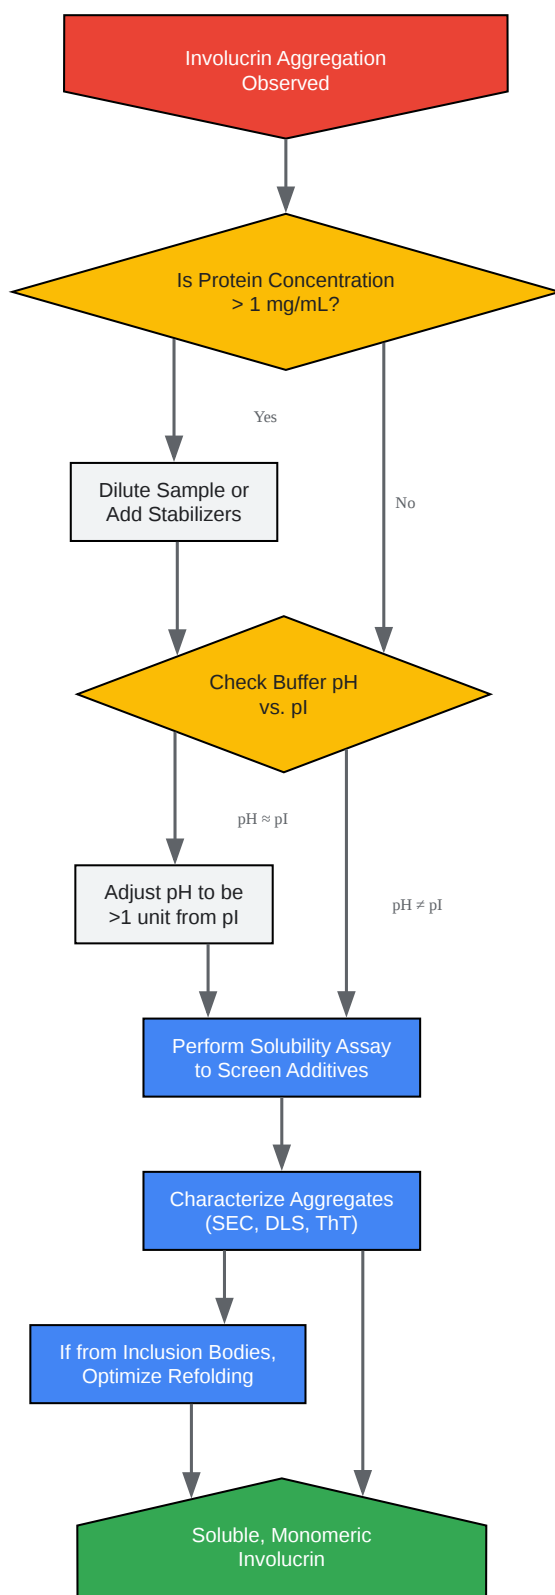 Involucrin Aggregation
Observed
Is Protein Concentration
> 1 mg/mL?
Yes
Dilute Sample or
Add Stabilizers
No
Check Buffer pH
vs. pI
pH ≈ pI
Adjust pH to be
>1 unit from pI
pH ≠ pI
Perform Solubility Assay
to Screen Additives
Characterize Aggregates
(SEC, DLS, ThT)
If from Inclusion Bodies,
Optimize Refolding
Soluble, Monomeric
Involucrin